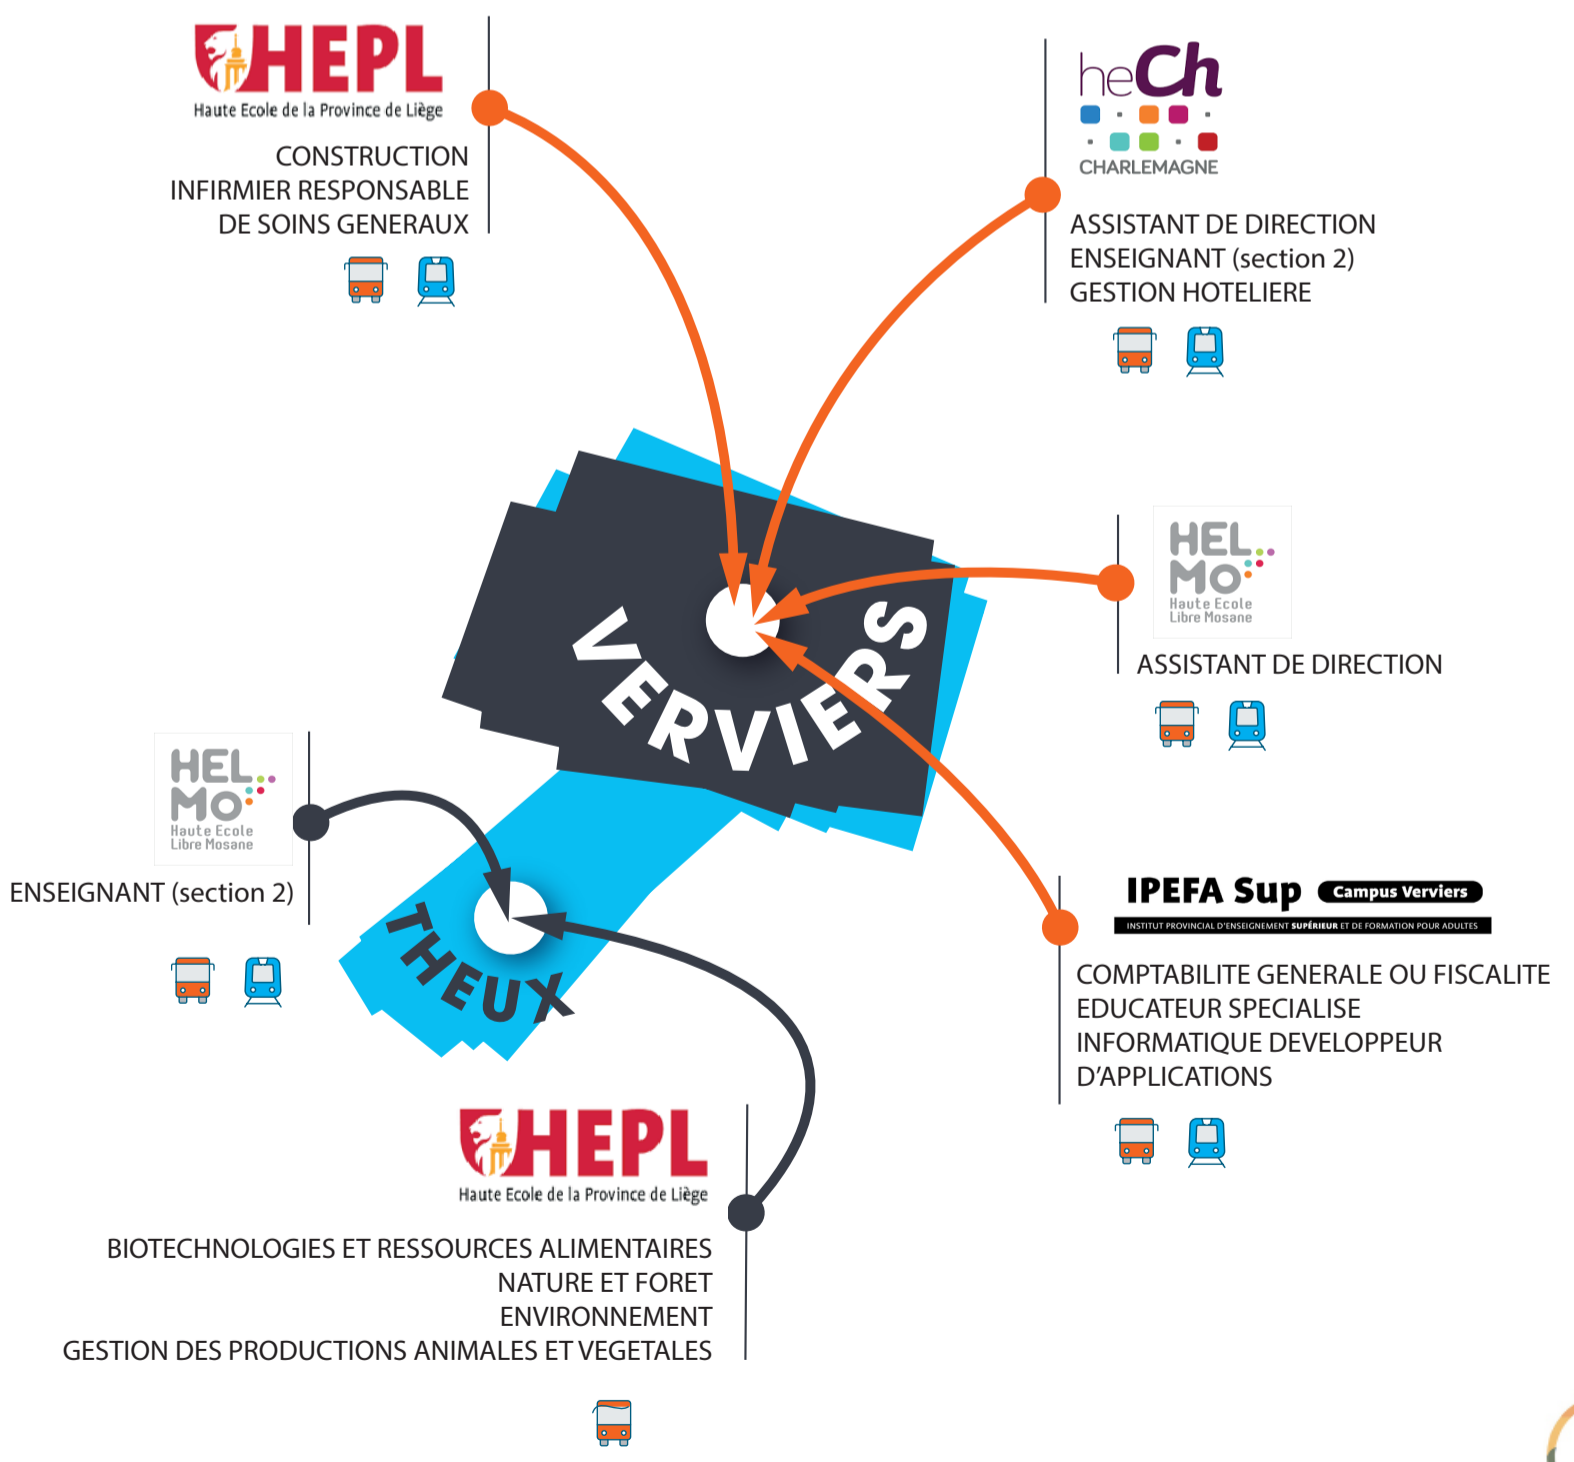 HEPL
Haute Ecole de la Province de Liège
CONSTRUCTION
INFIRMIER RESPONSABLE
DE SOINS GENERAUX
heCh
CHARLEMAGNE
ASSISTANT DE DIRECTION
ENSEIGNANT (section 2)
GESTION HOTELIERE
HEL
MO
Haute Ecole
Libre Mosane
ASSISTANT DE DIRECTION
VERVIERS
HEL
MO
Haute Ecole
Libre Mosane
ENSEIGNANT (section 2)
THEUX
IPEFA Sup Campus Verviers
INSTITUT PROVINCIAL D'ENSEIGNEMENT SUPÉRIEUR ET DE FORMATION POUR ADULTES
COMPTABILITE GENERALE OU FISCALITE
EDUCATEUR SPECIALISE
INFORMATIQUE DEVELOPPEUR
D'APPLICATIONS
HEPL
Haute Ecole de la Province de Liège
BIOTECHNOLOGIES ET RESSOURCES ALIMENTAIRES
NATURE ET FORET
ENVIRONNEMENT
GESTION DES PRODUCTIONS ANIMALES ET VEGETALES